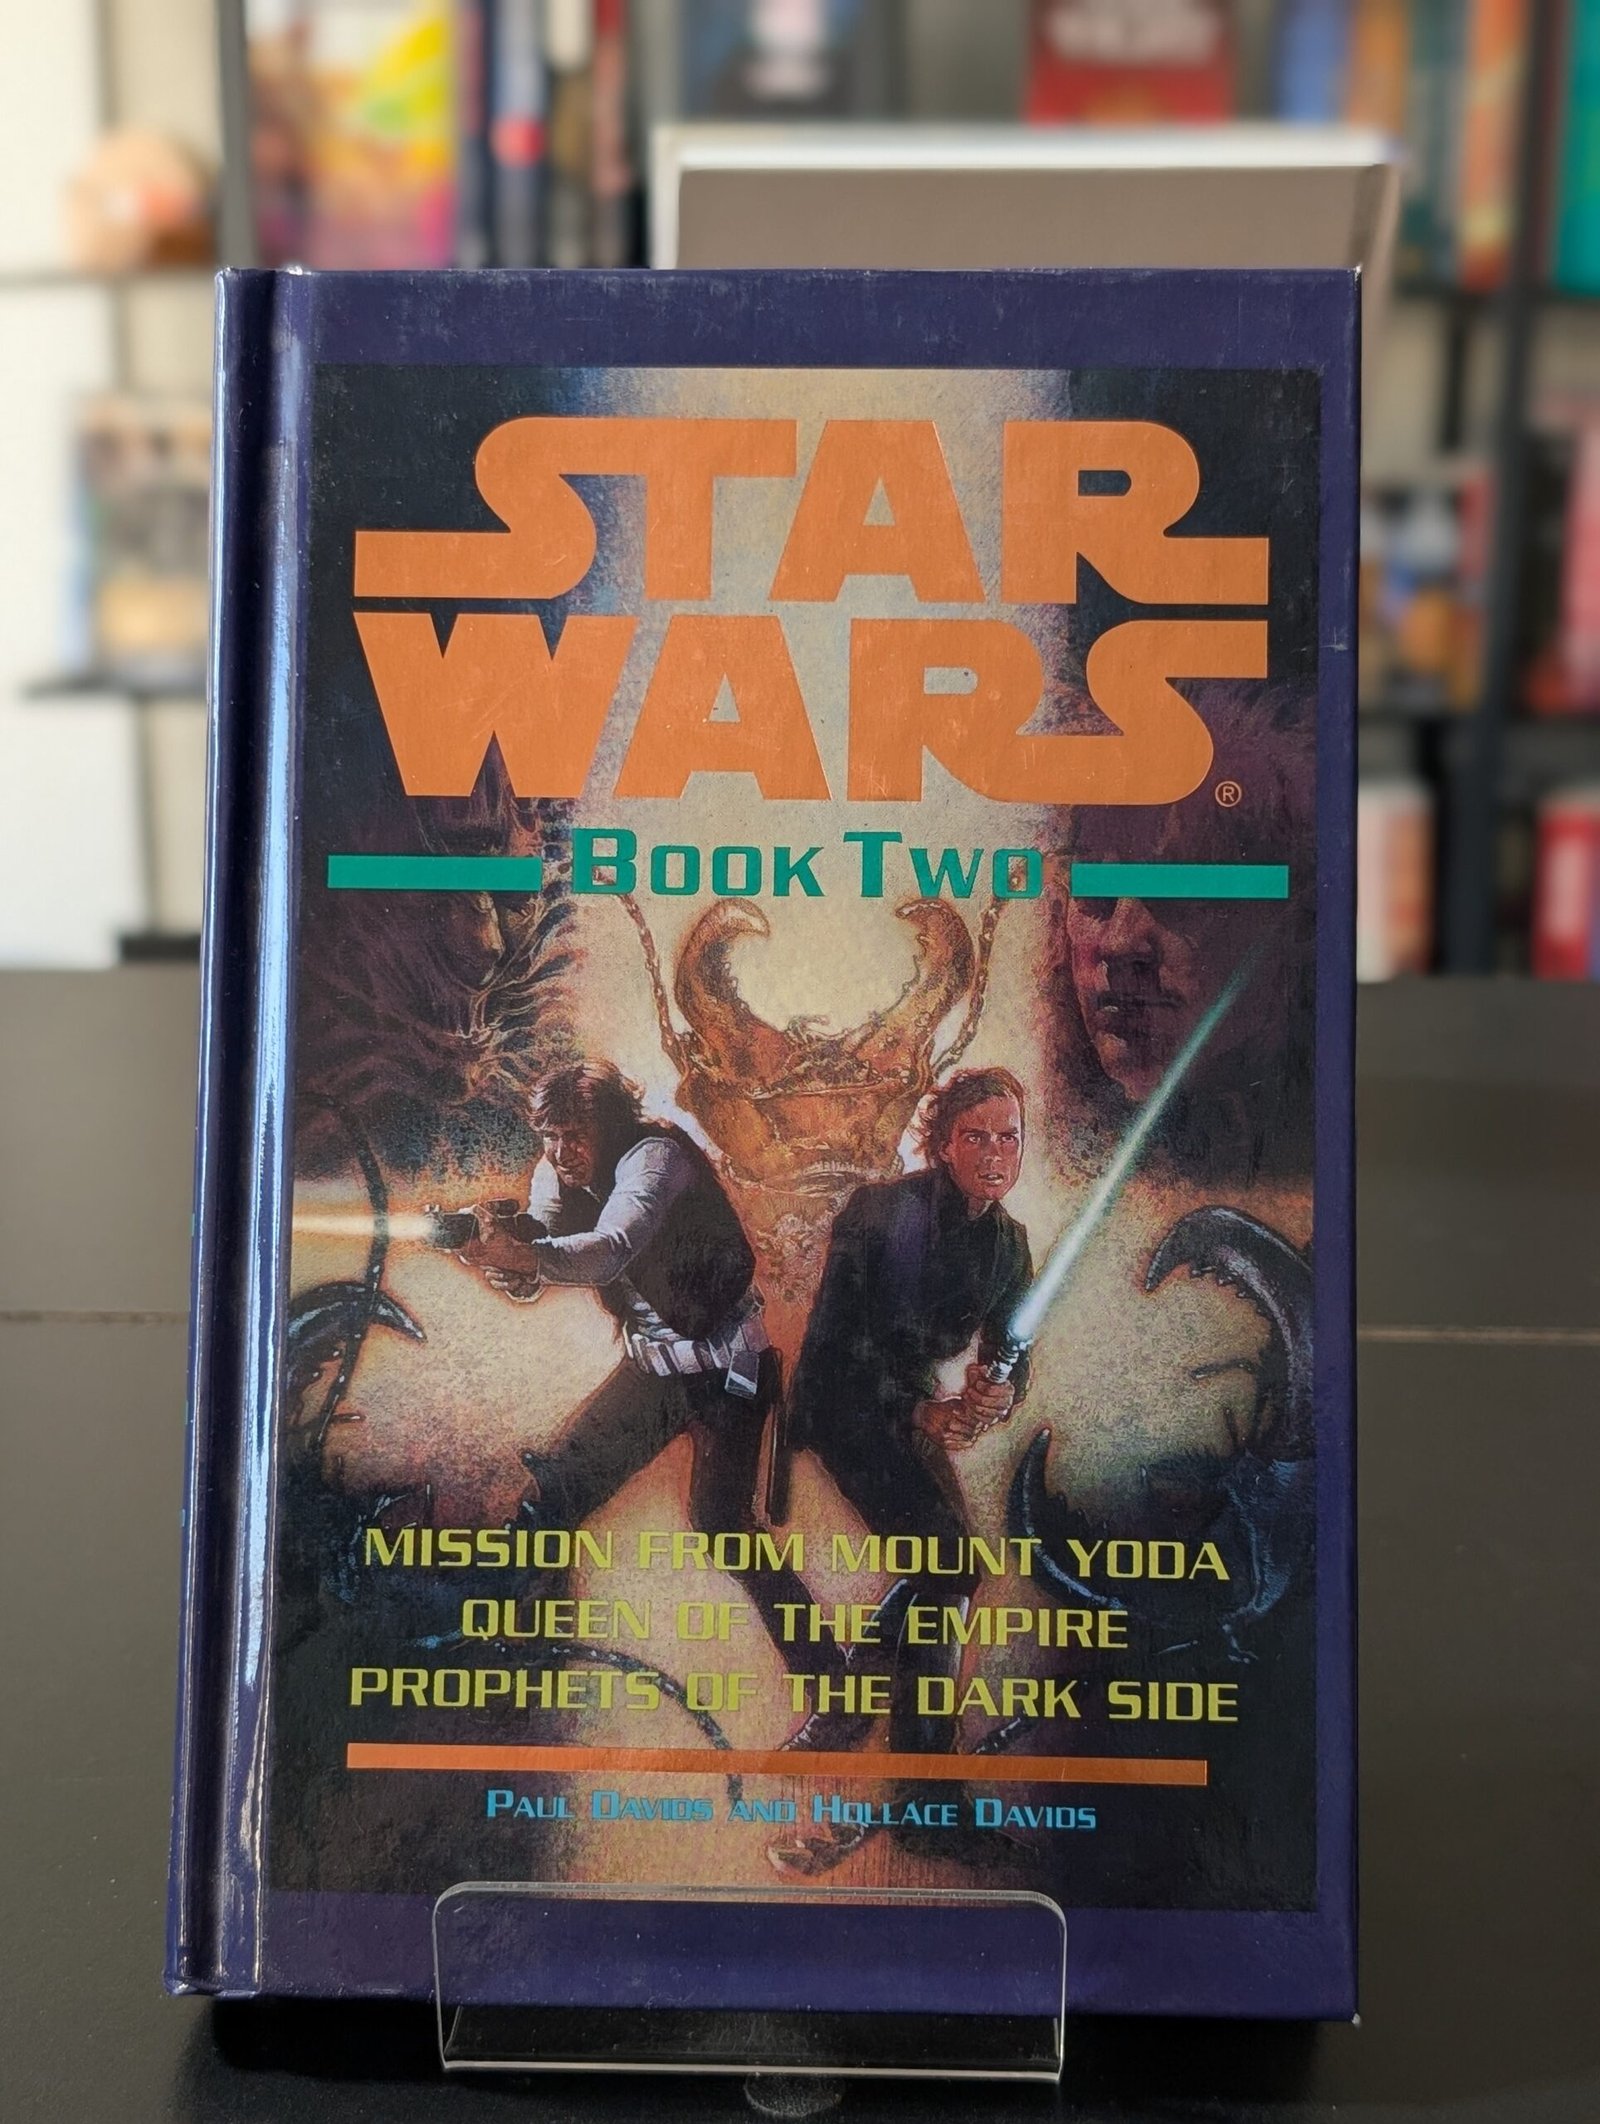 STAR
WARS®
BOOK TWO
MISSION FROM MOUNT YODA
QUEEN OF THE EMPIRE
PROPHETS OF THE DARK SIDE
PAUL DAVIDS AND HOLLACE DAVIDS